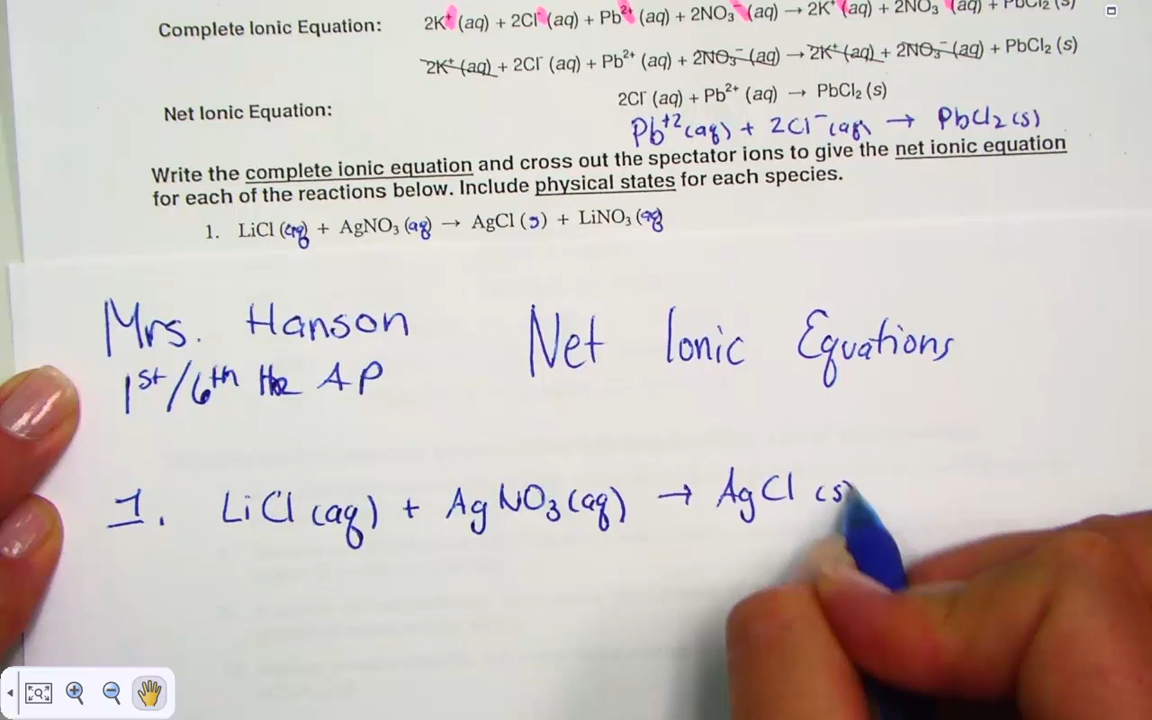 Complete Ionic Equation: 2K⁺ (aq) + 2Cl⁻ (aq) + Pb²⁺ (aq) + 2NO₃⁻ (aq) → 2K⁺ (aq) + 2NO₃⁻ (aq) + PbCl₂ (s)
2K⁺ (aq) + 2Cl⁻ (aq) + Pb²⁺ (aq) + 2NO₃⁻ (aq) → 2K⁺ (aq) + 2NO₃⁻ (aq) + PbCl₂ (s)
Net Ionic Equation: 2Cl⁻ (aq) + Pb²⁺ (aq) → PbCl₂ (s)
Pb⁺² (aq) + 2Cl⁻ (aq) → PbCl₂ (s)
Write the complete ionic equation and cross out the spectator ions to give the net ionic equation
for each of the reactions below. Include physical states for each species.
1. LiCl (aq) + AgNO₃ (aq) → AgCl (s) + LiNO₃ (aq)
Mrs. Hanson Net Ionic Equations
1st/6th Hr AP
1. LiCl (aq) + AgNO₃ (aq) → AgCl (s)